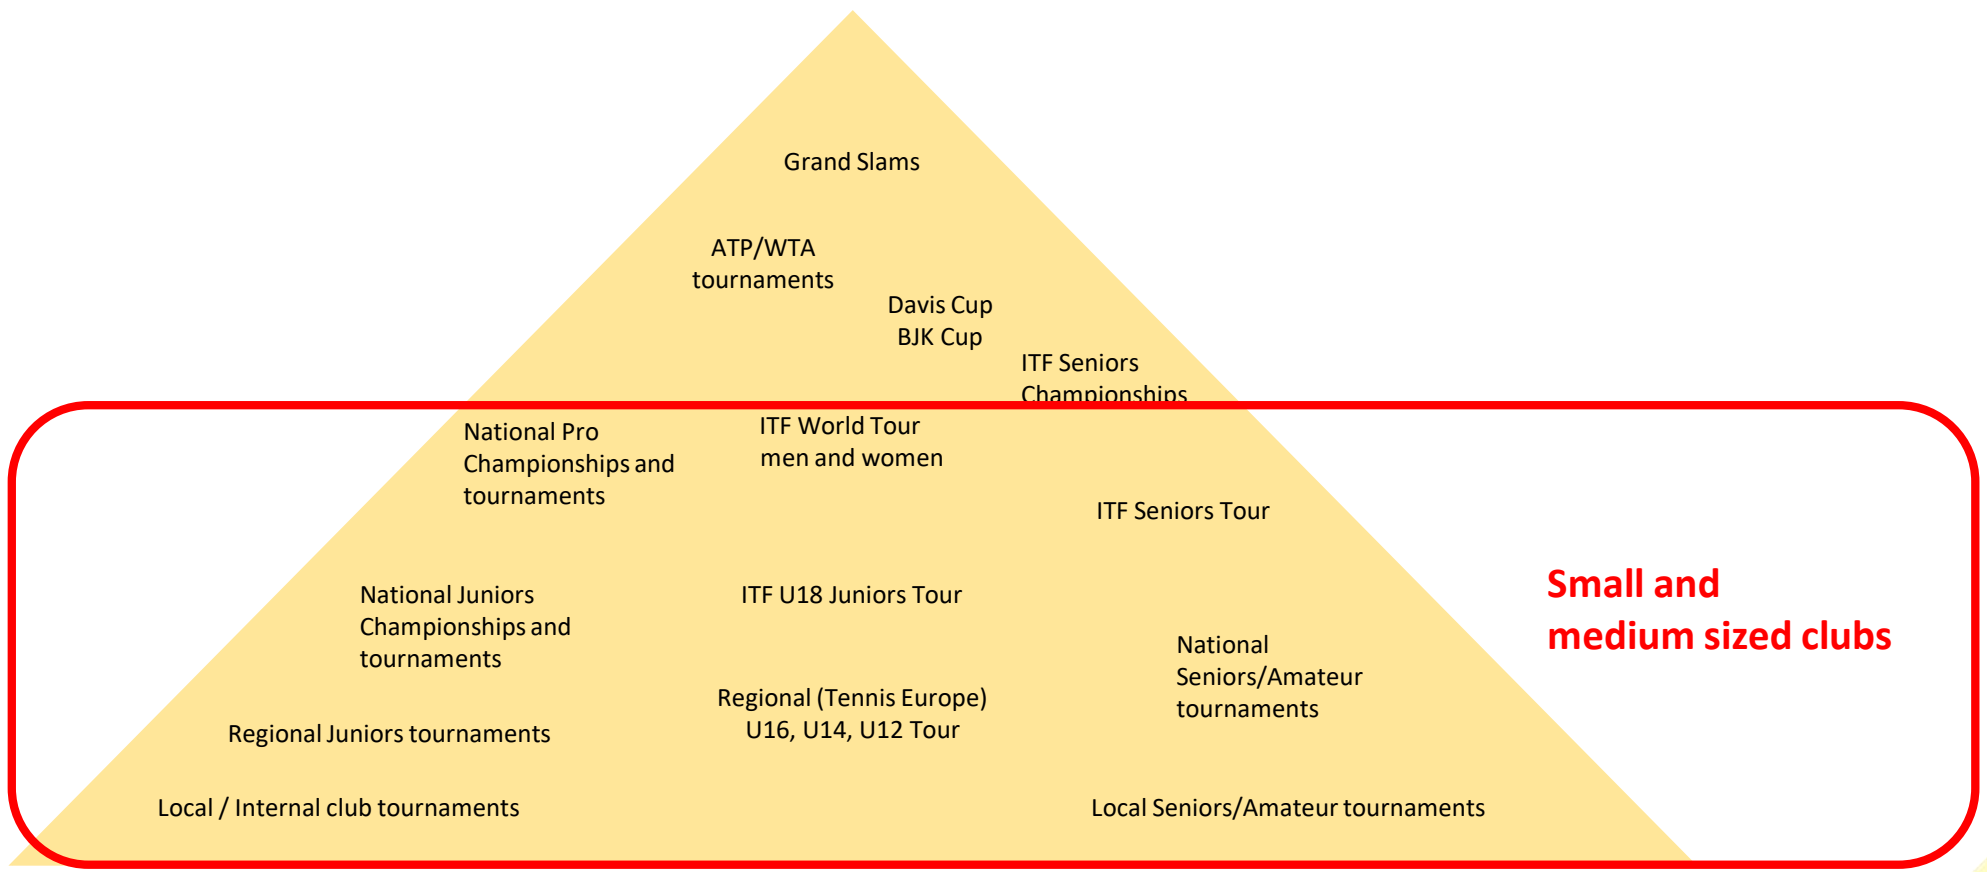 Grand Slams
ATP/WTA
tournaments
Davis Cup
BJK Cup
ITF Seniors
Championships
National Pro
Championships and
tournaments
ITF World Tour
men and women
ITF Seniors Tour
National Juniors
Championships and
tournaments
ITF U18 Juniors Tour
Small and
medium sized clubs
National
Seniors/Amateur
tournaments
Regional (Tennis Europe)
U16, U14, U12 Tour
Regional Juniors tournaments
Local / Internal club tournaments
Local Seniors/Amateur tournaments